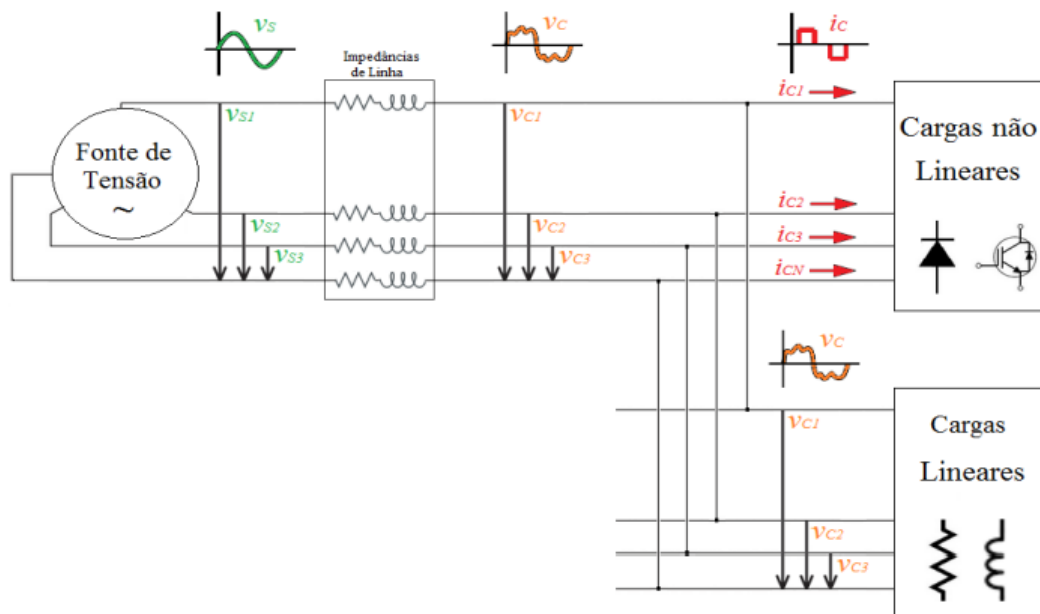 vS
vC
iC
Impedâncias
de Linha
iC1
vS1
vC1
Cargas não
Lineares
Fonte de
Tensão
~
iC2
vS2
vC2
iC3
vS3
vC3
iCN
vC
vC1
Cargas
Lineares
vC2
vC3